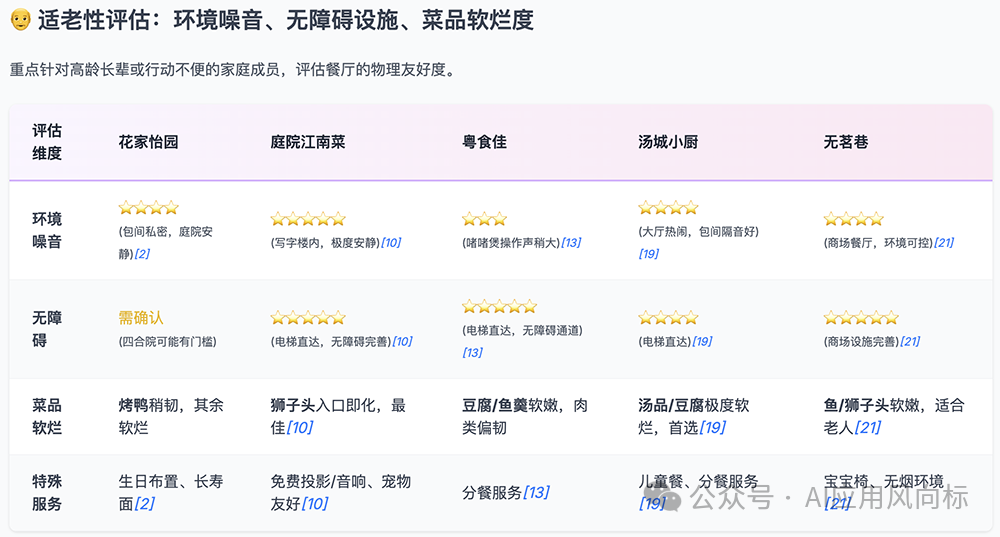 适老性评估：环境噪音、无障碍设施、菜品软烂度
重点针对高龄长辈或行动不便的家庭成员，评估餐厅的物理友好度。
评估
维度
花家怡园
庭院江南菜
粤食佳
汤城小厨
无茗巷
环境
噪音
(包间私密，庭院安
静)[2]
(写字楼内，极度安静)[10]
(啫啫煲操作声稍大)[13]
(大厅热闹，包间隔音好)
[19]
(商场餐厅，环境可控)[21]
无障
碍
需确认
(四合院可能有门槛)
(电梯直达，无障碍完善)[10]
(电梯直达，无障碍通道)
[13]
(电梯直达)[19]
(商场设施完善)[21]
菜品
软烂
烤鸭稍韧，其余
软烂
狮子头入口即化，最
佳[10]
豆腐/鱼羹软嫩，肉
类偏韧
汤品/豆腐极度软
烂，首选[19]
鱼/狮子头软嫩，适合
老人[21]
特殊
服务
生日布置、长寿
面[2]
免费投影/音响、宠物
友好[10]
分餐服务[13]
儿童餐、分餐服务
[19]
宝宝椅、无烟环境
[21]
公众号 · AI应用风向标